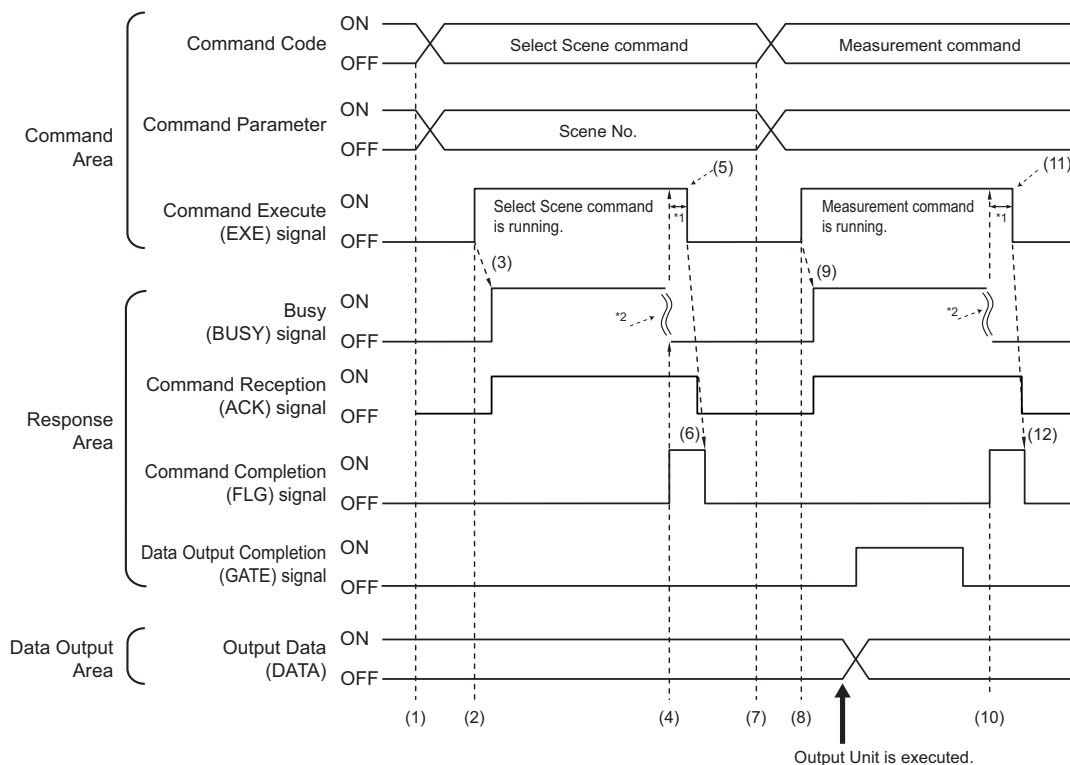 Command Code
ON
OFF
Select Scene command
Measurement command
Command Parameter
ON
OFF
Scene No.
Command
Area
Command Execute
(EXE) signal
ON
OFF
Select Scene command
is running.
*1
(5)
Measurement command
is running.
*1
(11)
(3)
(9)
Busy
(BUSY) signal
ON
OFF
*2
*2
Command Reception
(ACK) signal
ON
OFF
Response
Area
(6)
(12)
Command Completion
(FLG) signal
ON
OFF
Data Output Completion
(GATE) signal
ON
OFF
Data Output
Area
Output Data
(DATA)
ON
OFF
(1)
(2)
(4)
(7)
(8)
(10)
Output Unit is executed.